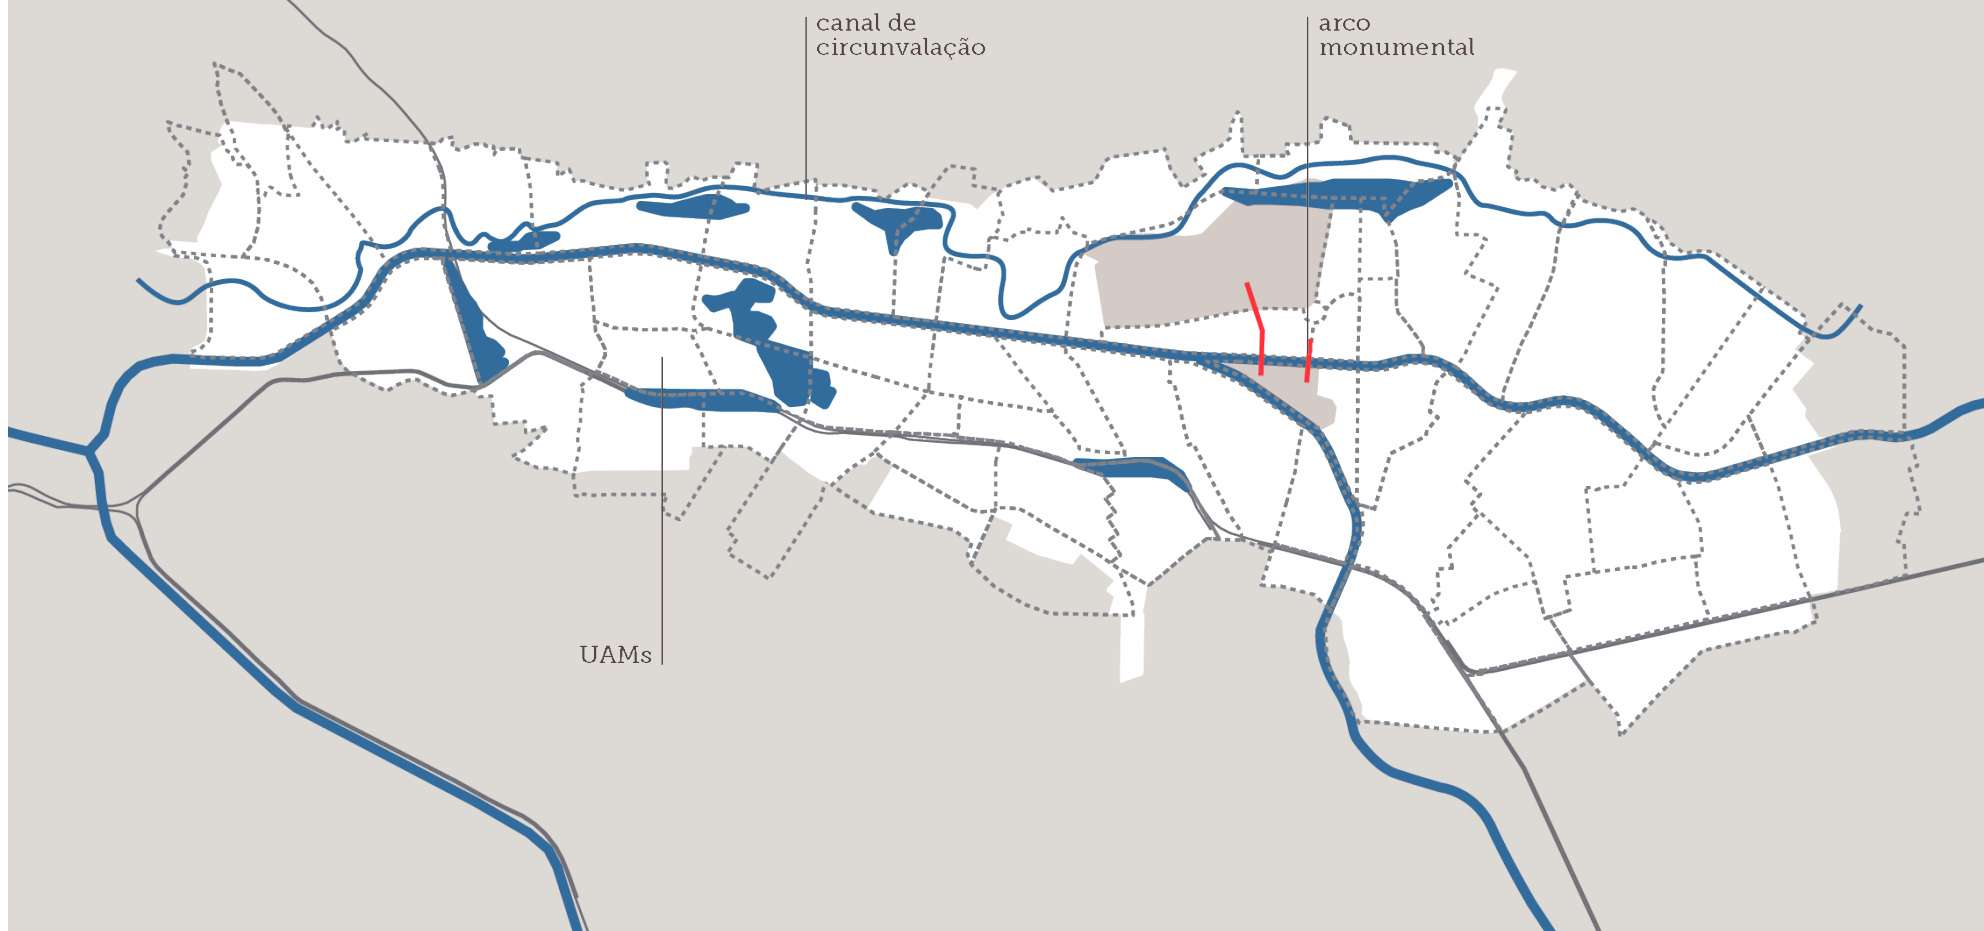 canal de
circunvalação
arco
monumental
UAMs